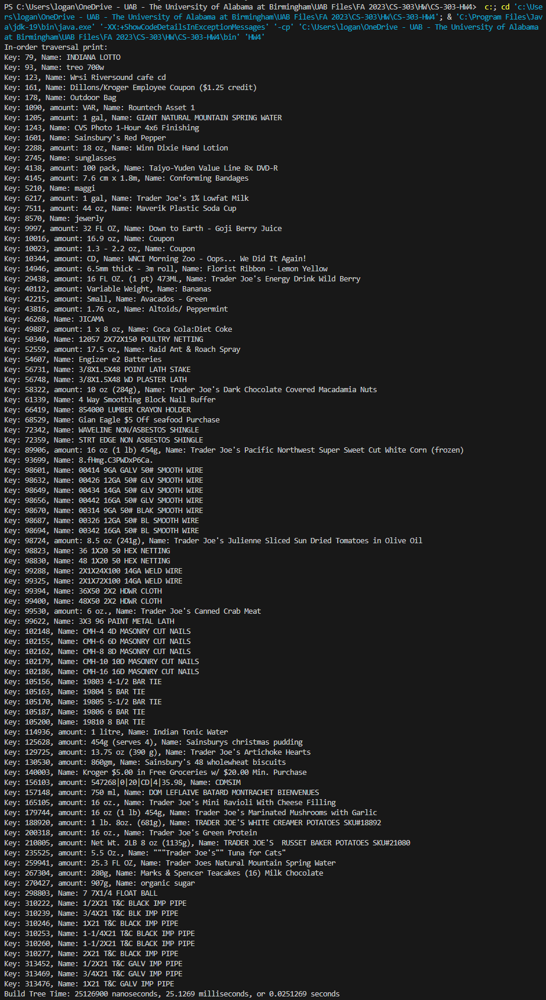 PS C:\Users\logan\OneDrive - UAB - The University of Alabama at Birmingham\UAB Files\FA 2023\CS-303\HW\CS-303-HW4>  c:; cd 'c:\Use
rs\logan\OneDrive - UAB - The University of Alabama at Birmingham\UAB Files\FA 2023\CS-303\HW\CS-303-HW4'; & 'C:\Program Files\Jav
a\jdk-19\bin\java.exe' '-XX:+ShowCodeDetailsInExceptionMessages' '-cp' 'C:\Users\logan\OneDrive - UAB - The University of Alabama
at Birmingham\UAB Files\FA 2023\CS-303\HW\CS-303-HW4\bin' 'HW4'
In-order traversal print:
Key: 79, Name: INDIANA LOTTO
Key: 93, Name: treo 700w
Key: 123, Name: Wrsi Riversound cafe cd
Key: 161, Name: Dillons/Kroger Employee Coupon ($1.25 credit)
Key: 178, Name: Outdoor Bag
Key: 1090, amount: VAR, Name: Rountech Asset 1
Key: 1205, amount: 1 gal, Name: GIANT NATURAL MOUNTAIN SPRING WATER
Key: 1243, Name: CVS Photo 1-Hour 4x6 Finishing
Key: 1601, Name: Sainsbury's Red Pepper
Key: 2288, amount: 18 oz, Name: Winn Dixie Hand Lotion
Key: 2745, Name: sunglasses
Key: 4138, amount: 100 pack, Name: Taiyo-Yuden Value Line 8x DVD-R
Key: 4145, amount: 7.6 cm x 1.8m, Name: Conforming Bandages
Key: 5210, Name: maggi
Key: 6217, amount: 1 gal, Name: Trader Joe's 1% Lowfat Milk
Key: 7511, amount: 44 oz, Name: Maverik Plastic Soda Cup
Key: 8570, Name: jewerly
Key: 9997, amount: 32 FL OZ, Name: Down to Earth - Goji Berry Juice
Key: 10016, amount: 16.9 oz, Name: Coupon
Key: 10023, amount: 1.3 - 2.2 oz, Name: Coupon
Key: 10344, amount: CD, Name: WNCI Morning Zoo - Oops... We Did It Again!
Key: 14946, amount: 6.5mm thick - 3m roll, Name: Florist Ribbon - Lemon Yellow
Key: 29438, amount: 16 FL OZ. (1 pt) 473ML, Name: Trader Joe's Energy Drink Wild Berry
Key: 40112, amount: Variable Weight, Name: Bananas
Key: 42215, amount: Small, Name: Avacados - Green
Key: 43816, amount: 1.76 oz, Name: Altoids/ Peppermint
Key: 46268, Name: JICAMA
Key: 49887, amount: 1 x 8 oz, Name: Coca Cola:Diet Coke
Key: 50340, Name: 12057 2X72X150 POULTRY NETTING
Key: 52559, amount: 17.5 oz, Name: Raid Ant & Roach Spray
Key: 54607, Name: Engizer e2 Batteries
Key: 56731, Name: 3/8X1.5X48 POINT LATH STAKE
Key: 56748, Name: 3/8X1.5X48 WD PLASTER LATH
Key: 58322, amount: 10 oz (284g), Name: Trader Joe's Dark Chocolate Covered Macadamia Nuts
Key: 61339, Name: 4 Way Smoothing Block Nail Buffer
Key: 66419, Name: 854000 LUMBER CRAYON HOLDER
Key: 68529, Name: Gian Eagle $5 Off seafood Purchase
Key: 72342, Name: WAVELINE NON/ASBESTOS SHINGLE
Key: 72359, Name: STRT EDGE NON ASBESTOS SHINGLE
Key: 89906, amount: 16 oz (1 lb) 454g, Name: Trader Joe's Pacific Northwest Super Sweet Cut White Corn (frozen)
Key: 93699, Name: 8.fHmg.C3PWDxP6Ca.
Key: 98601, Name: 00414 9GA GALV 50# SMOOTH WIRE
Key: 98632, Name: 00426 12GA 50# GLV SMOOTH WIRE
Key: 98649, Name: 00434 14GA 50# GLV SMOOTH WIRE
Key: 98656, Name: 00442 16GA 50# GLV SMOOTH WIRE
Key: 98670, Name: 00314 9GA 50# BLAK SMOOTH WIRE
Key: 98687, Name: 00326 12GA 50# BL SMOOTH WIRE
Key: 98694, Name: 00342 16GA 50# BL SMOOTH WIRE
Key: 98724, amount: 8.5 oz (241g), Name: Trader Joe's Julienne Sliced Sun Dried Tomatoes in Olive Oil
Key: 98823, Name: 36 1X20 50 HEX NETTING
Key: 98830, Name: 48 1X20 50 HEX NETTING
Key: 99288, Name: 2X1X24X100 14GA WELD WIRE
Key: 99325, Name: 2X1X72X100 14GA WELD WIRE
Key: 99394, Name: 36X50 2X2 HDWR CLOTH
Key: 99400, Name: 48X50 2X2 HDWR CLOTH
Key: 99530, amount: 6 oz., Name: Trader Joe's Canned Crab Meat
Key: 99622, Name: 3X3 96 PAINT METAL LATH
Key: 102148, Name: CMH-4 4D MASONRY CUT NAILS
Key: 102155, Name: CMH-6 6D MASONRY CUT NAILS
Key: 102162, Name: CMH-8 8D MASONRY CUT NAILS
Key: 102179, Name: CMH-10 10D MASONRY CUT NAILS
Key: 102186, Name: CMH-16 16D MASONRY CUT NAILS
Key: 105156, Name: 19803 4-1/2 BAR TIE
Key: 105163, Name: 19804 5 BAR TIE
Key: 105170, Name: 19805 5-1/2 BAR TIE
Key: 105187, Name: 19806 6 BAR TIE
Key: 105200, Name: 19810 8 BAR TIE
Key: 114936, amount: 1 litre, Name: Indian Tonic Water
Key: 125628, amount: 454g (serves 4), Name: Sainsburys christmas pudding
Key: 129725, amount: 13.75 oz (390 g), Name: Trader Joe's Artichoke Hearts
Key: 130530, amount: 860gm, Name: Sainsbury's 48 wholewheat biscuits
Key: 140003, Name: Kroger $5.00 in Free Groceries w/ $20.00 Min. Purchase
Key: 156103, amount: 547268|0|20|CD|4|35.98, Name: CDMSIM
Key: 157148, amount: 750 ml, Name: DOM LEFLAIVE BATARD MONTRACHET BIENVENUES
Key: 165105, amount: 16 oz., Name: Trader Joe's Mini Ravioli With Cheese Filling
Key: 179744, amount: 16 oz (1 lb) 454g, Name: Trader Joe's Marinated Mushrooms with Garlic
Key: 188920, amount: 1 lb. 8oz. (681g), Name: TRADER JOE'S WHITE CREAMER POTATOES SKU#18892
Key: 200318, amount: 16 oz., Name: Trader Joe's Green Protein
Key: 210805, amount: Net Wt. 2LB 8 oz (1135g), Name: TRADER JOE'S  RUSSET BAKER POTATOES SKU#21080
Key: 235525, amount: 5.5 Oz., Name: """Trader Joe's"" Tuna for Cats"
Key: 259941, amount: 25.3 FL OZ, Name: Trader Joes Natural Mountain Spring Water
Key: 267304, amount: 280g, Name: Marks & Spencer Teacakes (16) Milk Chocolate
Key: 270427, amount: 907g, Name: organic sugar
Key: 298803, Name: 7 7X1/4 FLOAT BALL
Key: 310222, Name: 1/2X21 T&C BLACK IMP PIPE
Key: 310239, Name: 3/4X21 T&C BLK IMP PIPE
Key: 310246, Name: 1X21 T&C BLACK IMP PIPE
Key: 310253, Name: 1-1/4X21 T&C BLACK IMP PIPE
Key: 310260, Name: 1-1/2X21 T&C BLACK IMP PIPE
Key: 310277, Name: 2X21 T&C BLACK IMP PIPE
Key: 313452, Name: 1/2X21 T&C GALV IMP PIPE
Key: 313469, Name: 3/4X21 T&C GALV IMP PIPE
Key: 313476, Name: 1X21 T&C GALV IMP PIPE
Build Tree Time: 25126900 nanoseconds, 25.1269 milliseconds, or 0.0251269 seconds